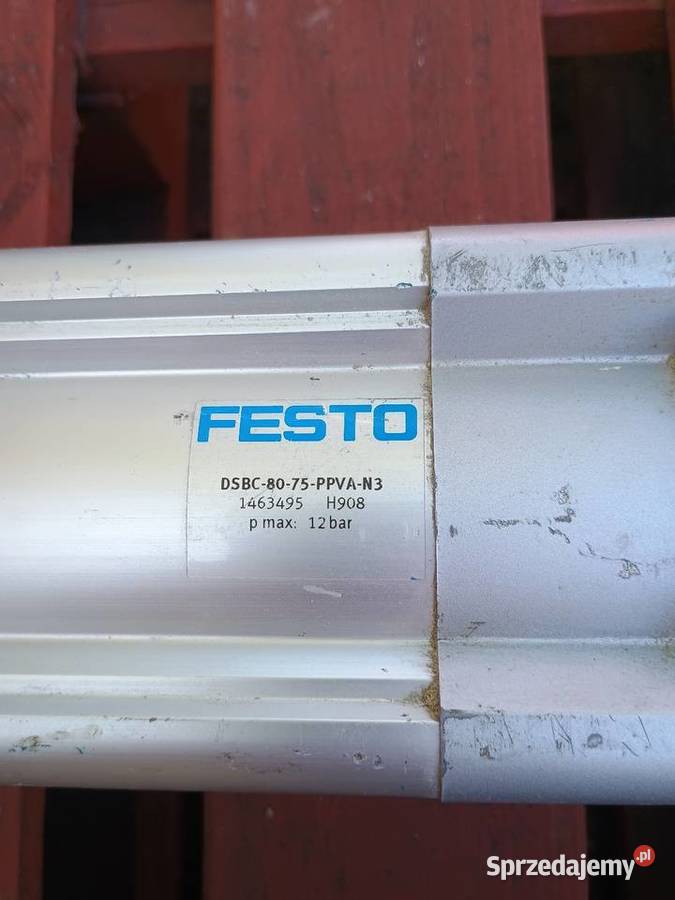 FESTO
DSBC-80-75-PPVA-N3
1463495 H908
p max: 12 bar
Sprzedajemy.pl